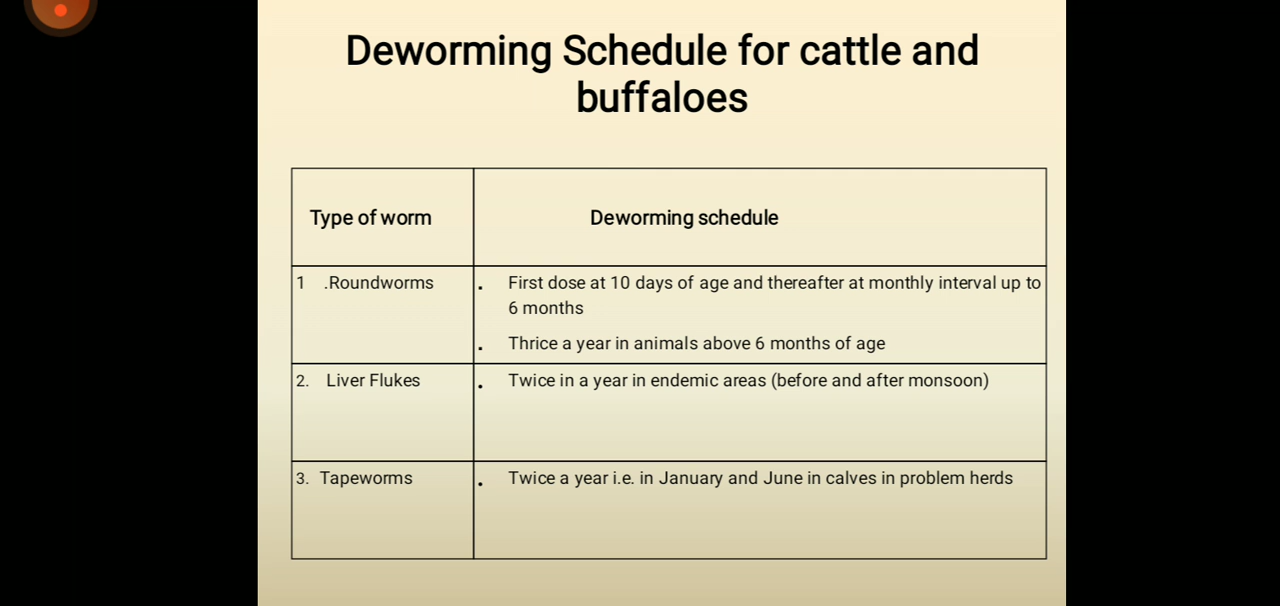 Deworming Schedule for cattle and
buffaloes
Type of worm
Deworming schedule
1 .Roundworms
. First dose at 10 days of age and thereafter at monthly interval up to
6 months
. Thrice a year in animals above 6 months of age
2. Liver Flukes
. Twice in a year in endemic areas (before and after monsoon)
3. Tapeworms
. Twice a year i.e. in January and June in calves in problem herds